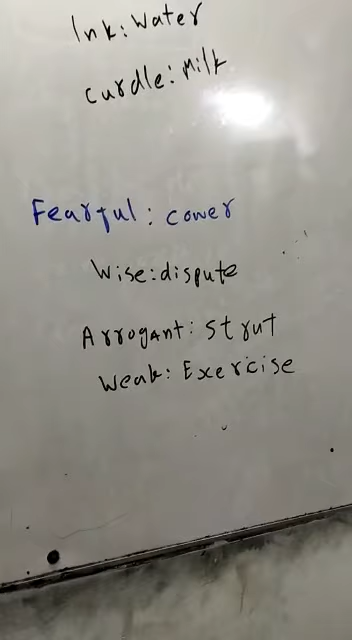 Ink: Water
curdle: Milk
Fearful: cower
Wise: dispute
Arrogant: strut
Weak: Exercise